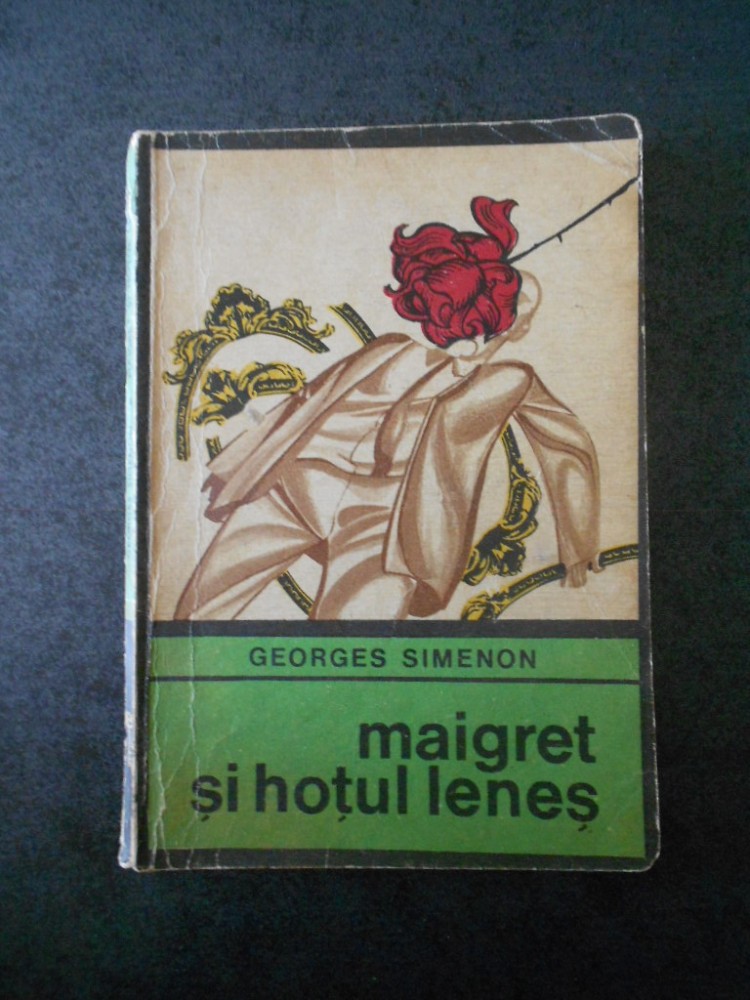 GEORGES SIMENON
maigret
și hoțul leneș